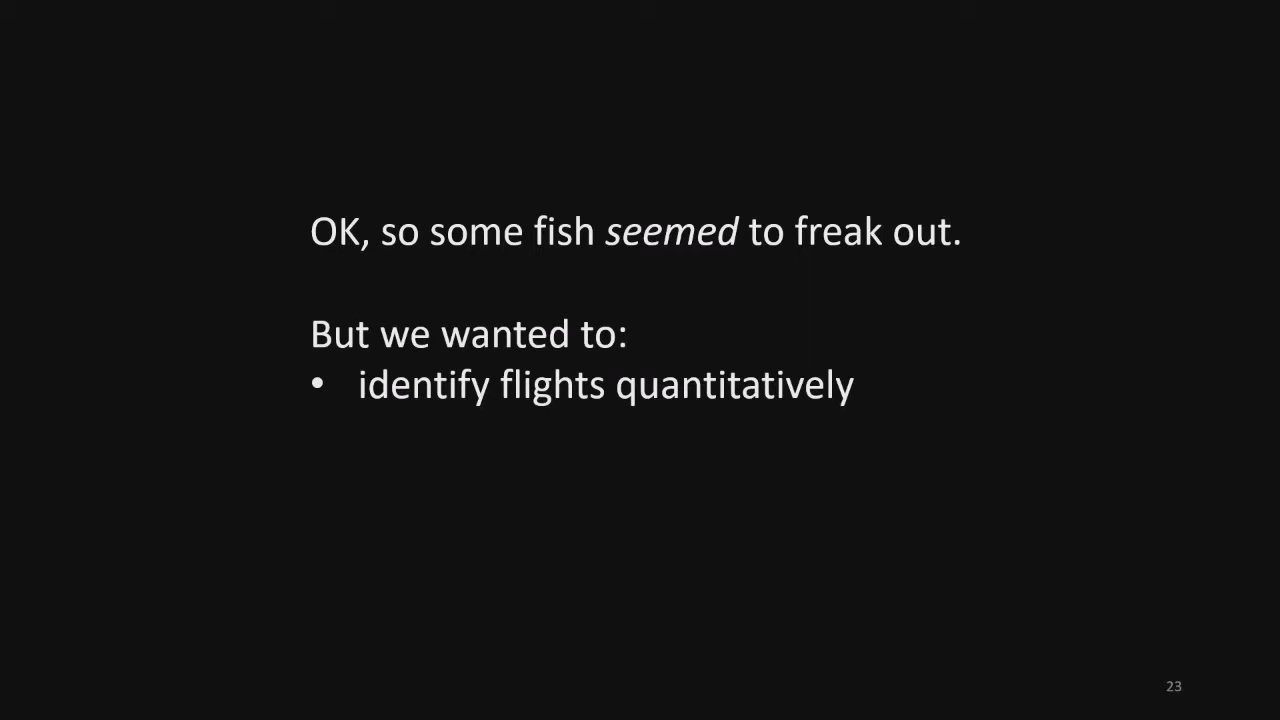 OK, so some fish seemed to freak out.
But we wanted to:
• identify flights quantitatively
23